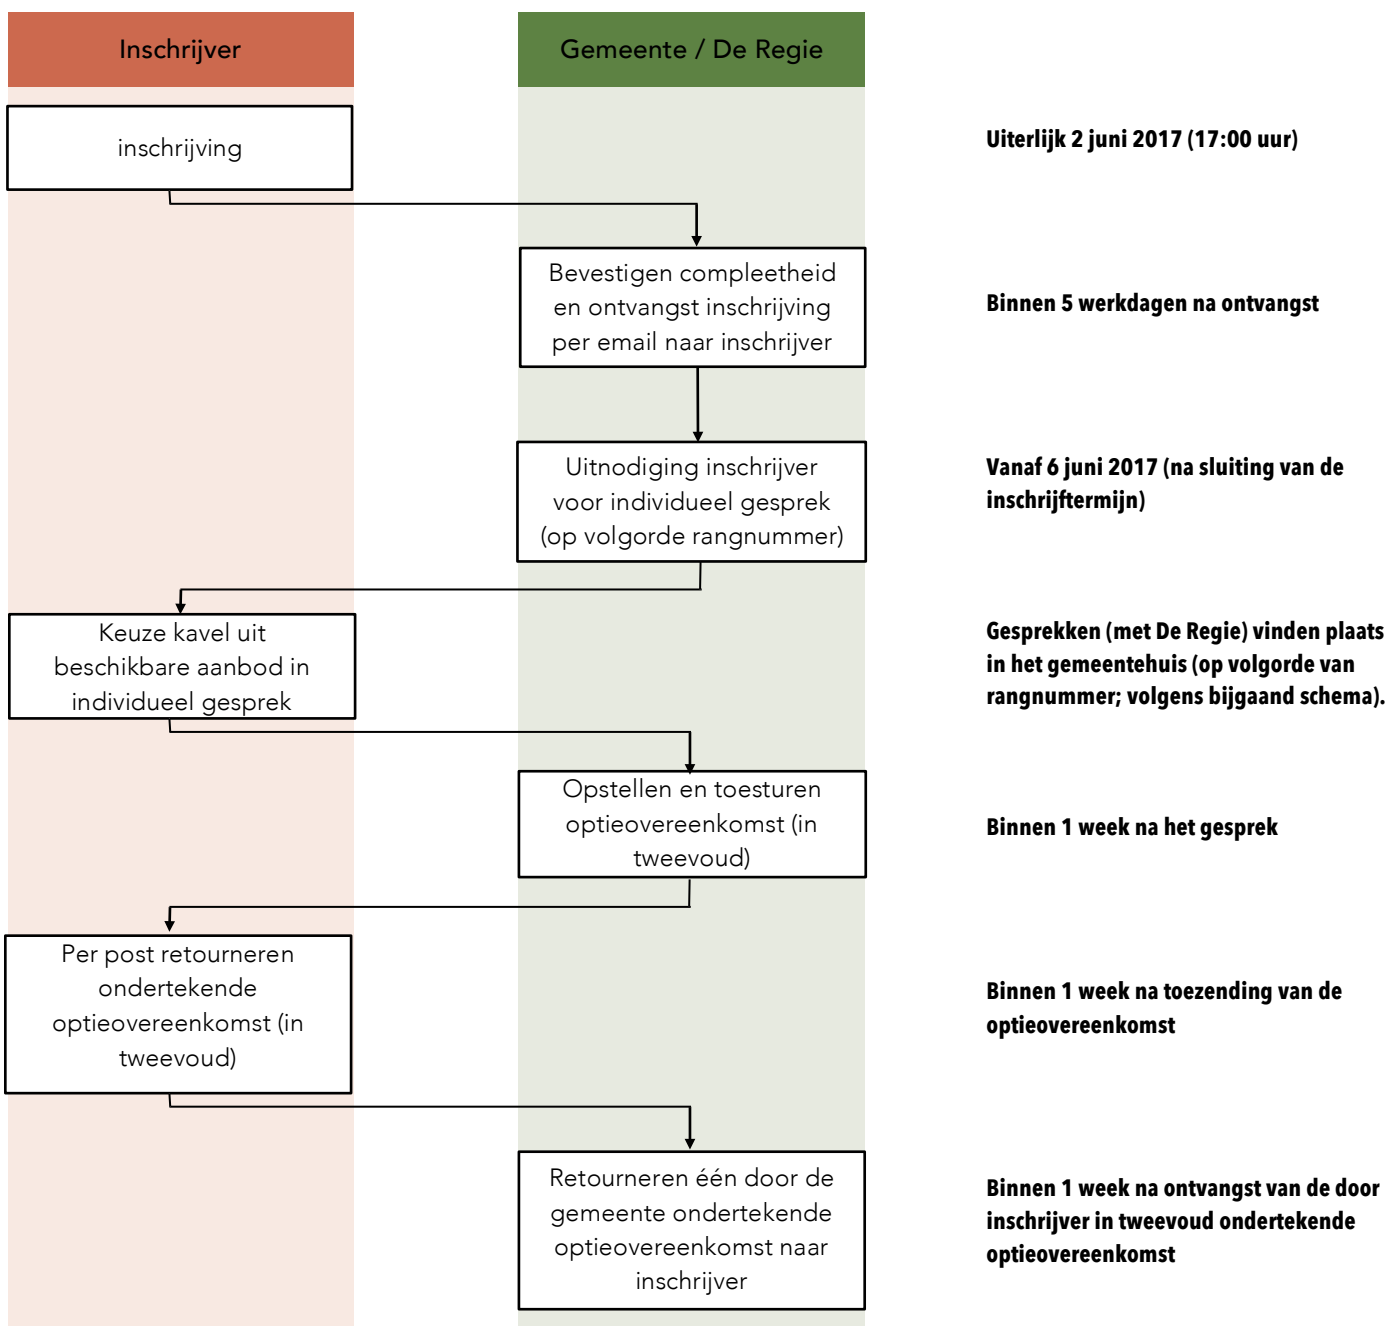 Inschrijver
Gemeente / De Regie
inschrijving
Uiterlijk 2 juni 2017 (17:00 uur)
Bevestigen compleetheid
en ontvangst inschrijving
per email naar inschrijver
Binnen 5 werkdagen na ontvangst
Uitnodiging inschrijver
voor individueel gesprek
(op volgorde rangnummer)
Vanaf 6 juni 2017 (na sluiting van de
inschrijftermijn)
Keuze kavel uit
beschikbare aanbod in
individueel gesprek
Gesprekken (met De Regie) vinden plaats
in het gemeentehuis (op volgorde van
rangnummer; volgens bijgaand schema).
Opstellen en toesturen
optieovereenkomst (in
tweevoud)
Binnen 1 week na het gesprek
Per post retourneren
ondertekende
optieovereenkomst (in
tweevoud)
Binnen 1 week na toezending van de
optieovereenkomst
Retourneren één door de
gemeente ondertekende
optieovereenkomst naar
inschrijver
Binnen 1 week na ontvangst van de door
inschrijver in tweevoud ondertekende
optieovereenkomst